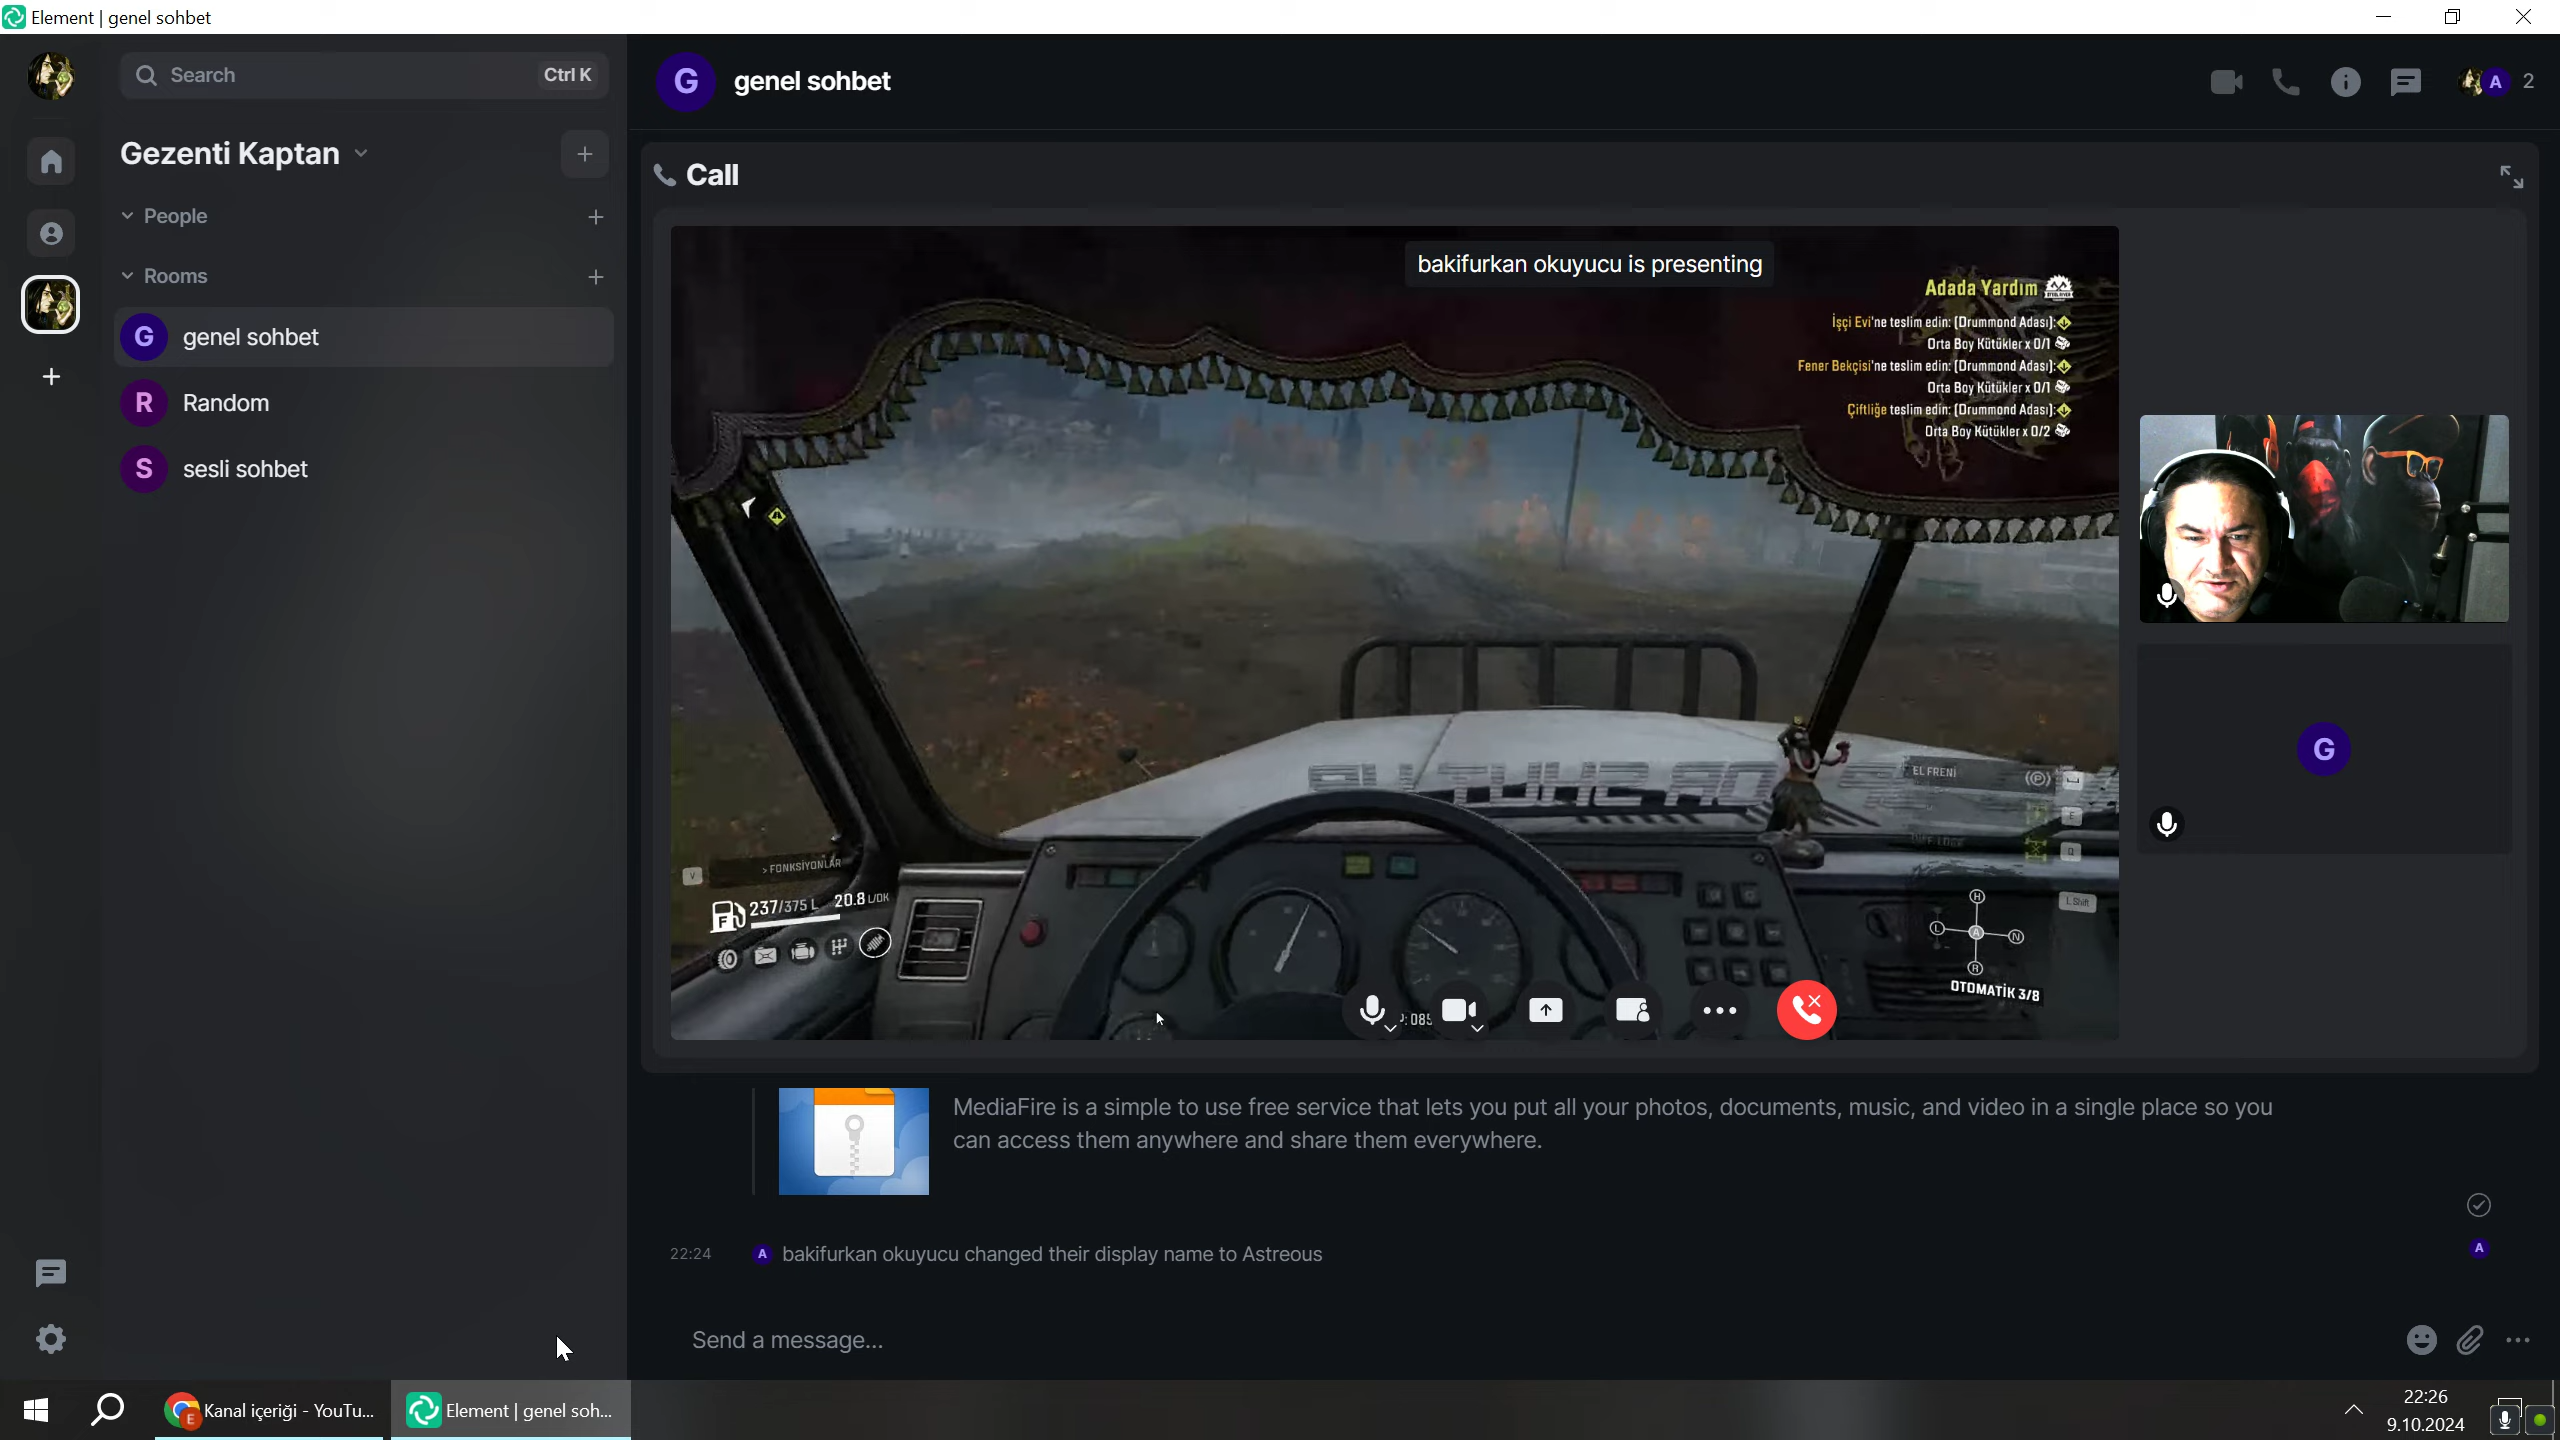 Element | genel sohbet
Search
Ctrl K
G
genel sohbet
A
2
Gezenti Kaptan
People
Rooms
G
genel sohbet
R
Random
S
sesli sohbet
Call
bakifurkan okuyucu is presenting
Adada Yardım
İşçi Evi'ne teslim edin: (Drummond Adası):
Orta Boy Kütükler x 0/1
Fener Bekçisi'ne teslim edin: (Drummond Adası):
Orta Boy Kütükler x 0/1
Çiftliğe teslim edin: (Drummond Adası):
Orta Boy Kütükler x 0/2
EL FRENİ
(P)
E
DIFF. LOCK
Q
V
> FONKSİYONLAR
F
237/375 L
20.8 L/DK
L. Shift
H
L
A
N
R
OTOMATİK 3/8
G
MediaFire is a simple to use free service that lets you put all your photos, documents, music, and video in a single place so you
can access them anywhere and share them everywhere.
22:24
A
bakifurkan okuyucu changed their display name to Astreous
A
Send a message...
E
Kanal içeriği - YouTu...
Element | genel soh...
22:26
9.10.2024